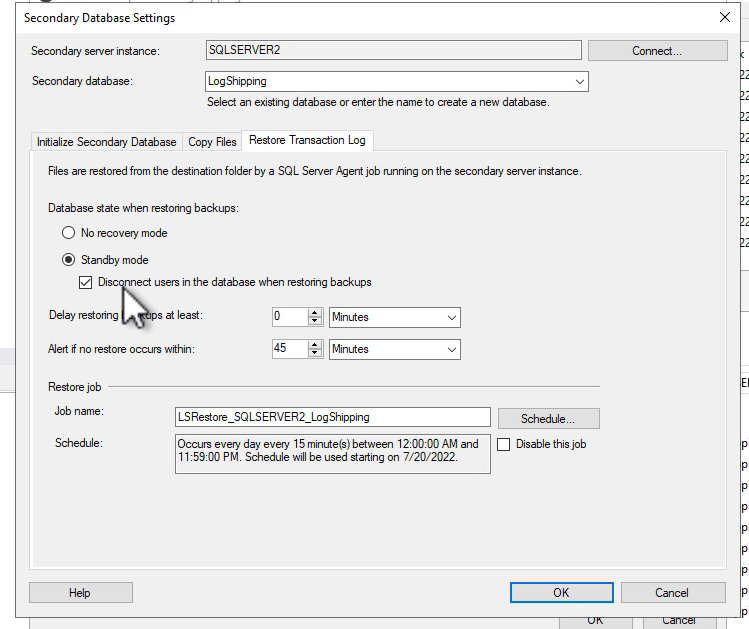 Secondary Database Settings
Secondary server instance:
SQLSERVER2
Connect...
Secondary database:
LogShipping
Select an existing database or enter the name to create a new database.
Initialize Secondary Database
Copy Files
Restore Transaction Log
Files are restored from the destination folder by a SQL Server Agent job running on the secondary server instance.
Database state when restoring backups:
No recovery mode
Standby mode
Disconnect users in the database when restoring backups
Delay restoring at least:
0
Minutes
Alert if no restore occurs within:
45
Minutes
Restore job
Job name:
LSRestore_SQLSERVER2_LogShipping
Schedule...
Schedule:
Occurs every day every 15 minute(s) between 12:00:00 AM and
11:59:00 PM. Schedule will be used starting on 7/20/2022.
Disable this job
Help
OK
Cancel
OK
Cancel